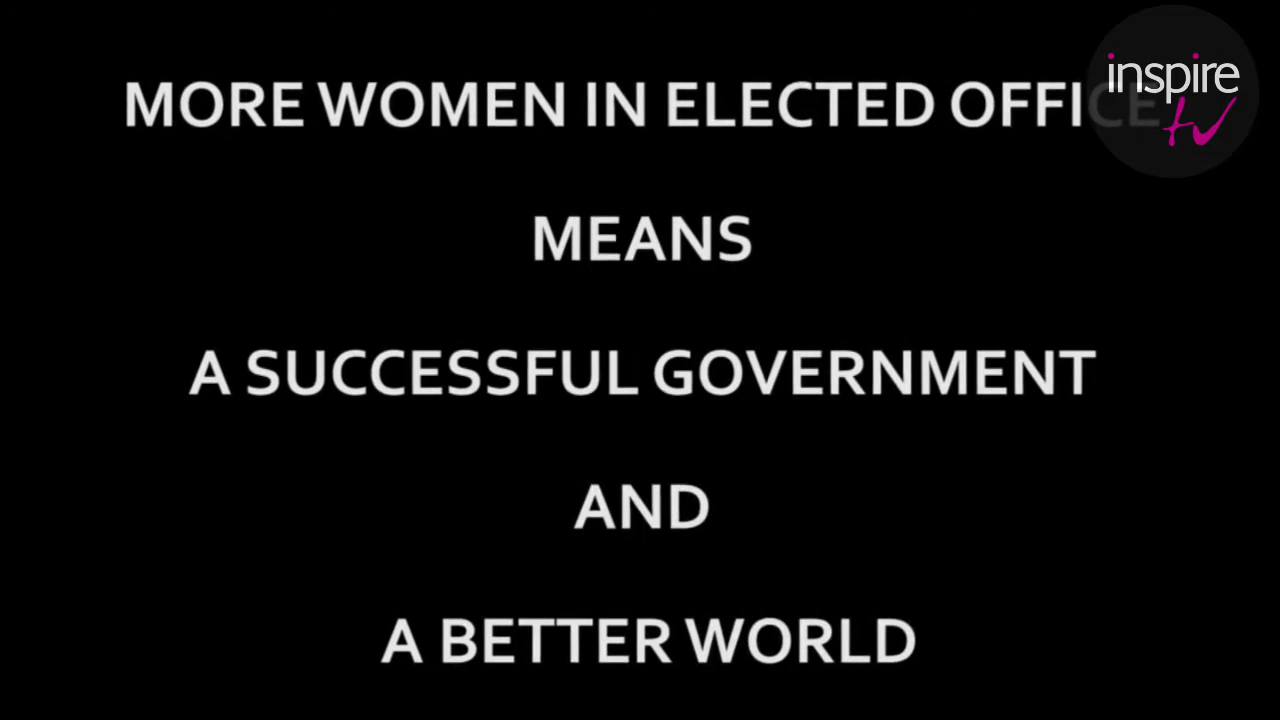 inspire
tv
MORE WOMEN IN ELECTED OFFICE
MEANS
A SUCCESSFUL GOVERNMENT
AND
A BETTER WORLD